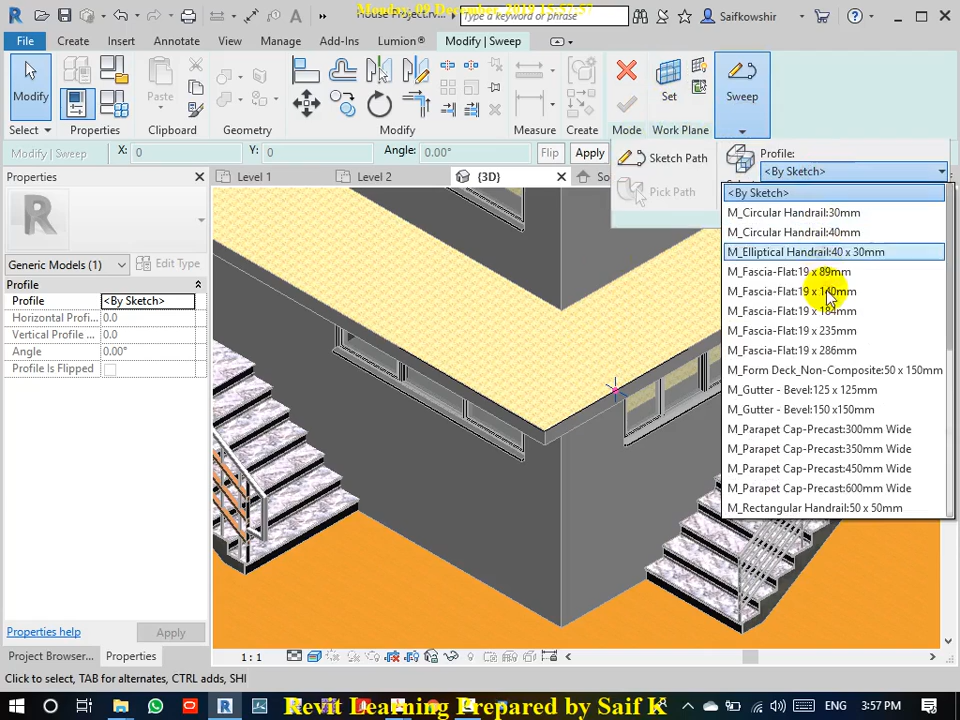 Monday, 09 December, 2019 15:57:57
House Project.rv...
Type a keyword or phrase
Saifkowshir
File
Create
Insert
Annotate
View
Manage
Add-Ins
Lumion®
Modify | Sweep
Modify
Paste
Set
Sweep
Select
Properties
Clipboard
Geometry
Modify
Measure
Create
Mode
Work Plane
Modify | Sweep
X:
0
Y:
0
Angle:
0.00°
Flip
Apply
Sketch Path
Pick Path
Profile:
<By Sketch>
Properties
Level 1
Level 2
{3D}
So
<By Sketch>
M_Circular Handrail:30mm
M_Circular Handrail:40mm
M_Elliptical Handrail:40 x 30mm
M_Fascia-Flat:19 x 89mm
M_Fascia-Flat:19 x 140mm
M_Fascia-Flat:19 x 184mm
M_Fascia-Flat:19 x 235mm
M_Fascia-Flat:19 x 286mm
M_Form Deck_Non-Composite:50 x 150mm
M_Gutter - Bevel:125 x 125mm
M_Gutter - Bevel:150 x150mm
M_Parapet Cap-Precast:300mm Wide
M_Parapet Cap-Precast:350mm Wide
M_Parapet Cap-Precast:450mm Wide
M_Parapet Cap-Precast:600mm Wide
M_Rectangular Handrail:50 x 50mm
Generic Models (1)
Edit Type
Profile
Profile
<By Sketch>
Horizontal Profi...
0.0
Vertical Profile ...
0.0
Angle
0.00°
Profile Is Flipped
Properties help
Apply
Project Browser...
Properties
1 : 1
Click to select, TAB for alternates, CTRL adds, SHI
Revit Learning Prepared by Saif K
ENG
3:57 PM